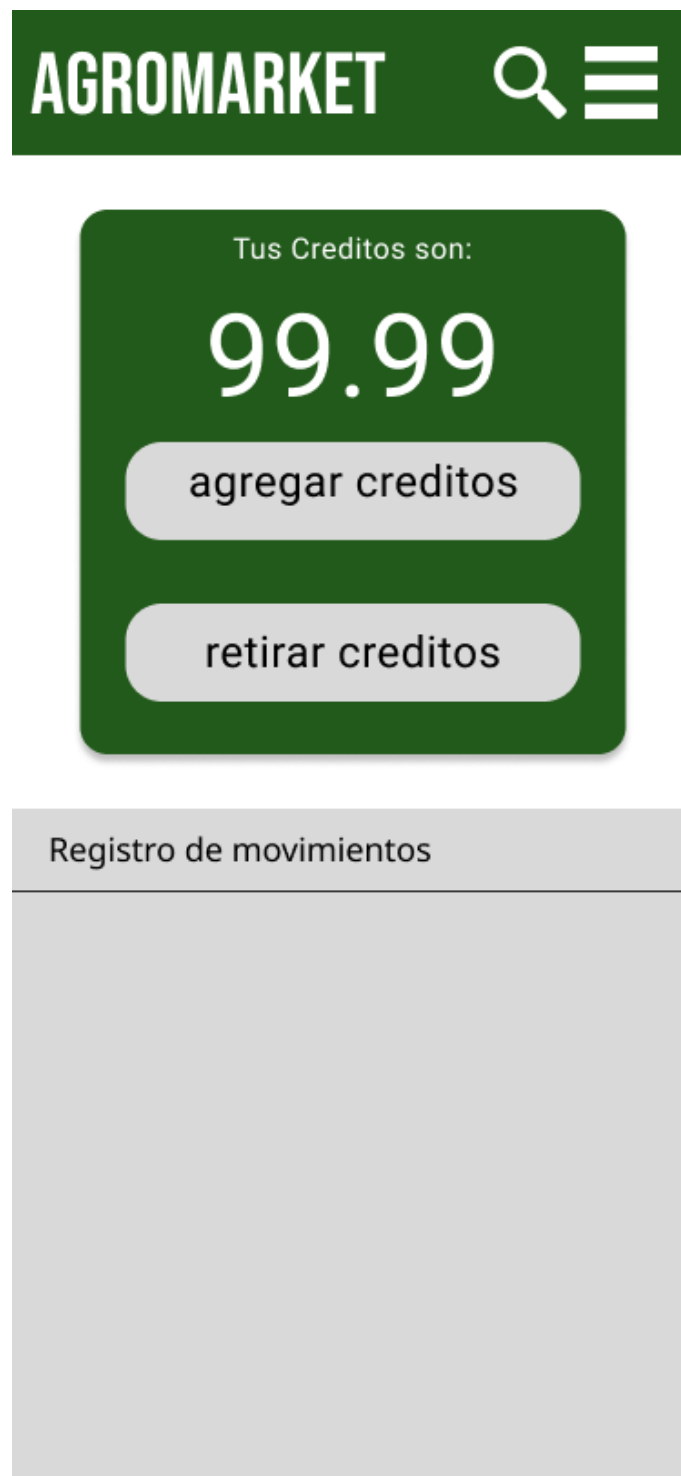 AGROMARKET
Tus Creditos son:
99.99
agregar creditos
retirar creditos
Registro de movimientos